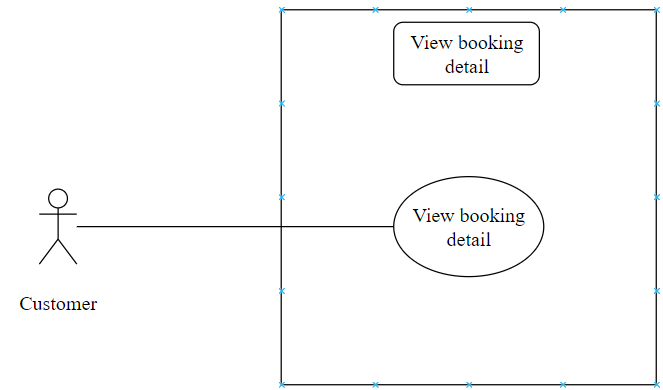 View booking
detail
View booking
detail
Customer